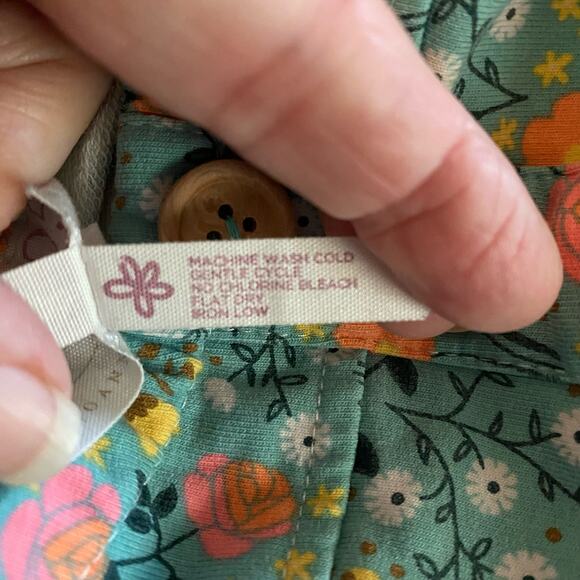 MACHINE WASH COLD
GENTLE CYCLE
NO CHLORINE BLEACH
FLAT DRY
IRON LOW